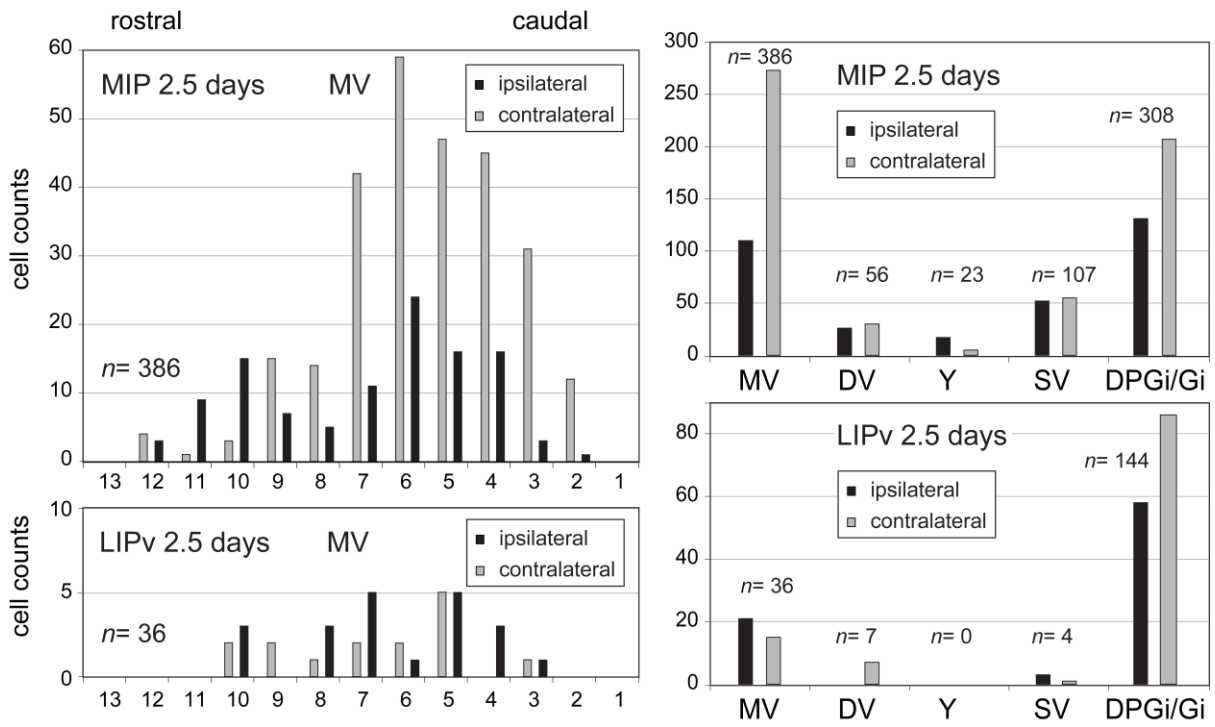 rostral caudal
60
50
40
30
20
10
0
cell counts
MIP 2.5 days MV
ipsilateral
contralateral
n= 386
13 12 11 10 9 8 7 6 5 4 3 2 1
10
5
0
cell counts
LIPv 2.5 days MV
ipsilateral
contralateral
n= 36
13 12 11 10 9 8 7 6 5 4 3 2 1
300
250
200
150
100
50
0
n= 386
MIP 2.5 days
ipsilateral
contralateral
n= 308
n= 56 n= 23 n= 107
MV DV Y SV DPGi/Gi
80
60
40
20
0
LIPv 2.5 days
ipsilateral
contralateral
n= 144
n= 36
n= 7 n= 0 n= 4
MV DV Y SV DPGi/Gi